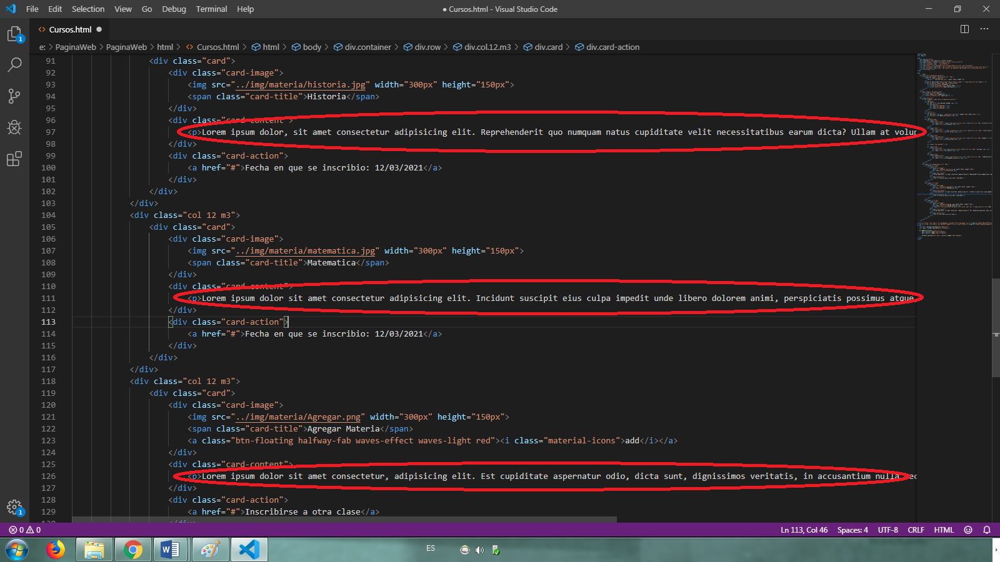 File Edit Selection View Go Debug Terminal Help
● Cursos.html - Visual Studio Code
1
<> Cursos.html ●
e: > PaginaWeb > PaginaWeb > html > <> Cursos.html > html > body > div.container > div.row > div.col.12.m3 > div.card > div.card-action
91 <div class="card">
92 <div class="card-image">
93 <img src="../img/materia/historia.jpg" width="300px" height="150px">
94 <span class="card-title">Historia</span>
95 </div>
96 <div class="card-content">
97 <p>Lorem ipsum dolor, sit amet consectetur adipisicing elit. Reprehenderit quo numquam natus cupiditate velit necessitatibus earum dicta? Ullam at volup
98 </div>
99 <div class="card-action">
100 <a href="#">Fecha en que se inscribio: 12/03/2021</a>
101 </div>
102 </div>
103 </div>
104 <div class="col 12 m3">
105 <div class="card">
106 <div class="card-image">
107 <img src="../img/materia/matematica.jpg" width="300px" height="150px">
108 <span class="card-title">Matematica</span>
109 </div>
110 <div class="card-content">
111 <p>Lorem ipsum dolor sit amet consectetur adipisicing elit. Incidunt suscipit eius culpa impedit unde libero dolorem animi, perspiciatis possimus atque
112 </div>
113 <div class="card-action">
114 <a href="#">Fecha en que se inscribio: 12/03/2021</a>
115 </div>
116 </div>
117 </div>
118 <div class="col 12 m3">
119 <div class="card">
120 <div class="card-image">
121 <img src="../img/materia/Agregar.png" width="300px" height="150px">
122 <span class="card-title">Agregar Materia</span>
123 <a class="btn-floating halfway-fab waves-effect waves-light red"><i class="material-icons">add</i></a>
124 </div>
125 <div class="card-content">
126 <p>Lorem ipsum dolor sit amet consectetur, adipisicing elit. Est cupiditate aspernatur odio, dicta sunt, dignissimos veritatis, in accusantium nulla
127 </div>
128 <div class="card-action">
129 <a href="#">Inscribirse a otra clase</a>
130 </div>
1
0 0
Ln 113, Col 46 Spaces: 4 UTF-8 CRLF HTML
W
ES